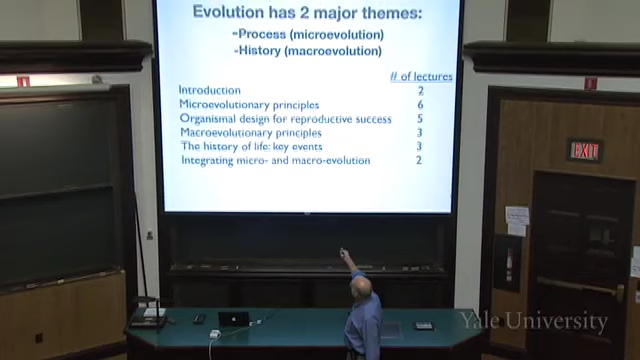 Evolution has 2 major themes:
-Process (microevolution)
-History (macroevolution)
# of lectures
Introduction 2
Microevolutionary principles 6
Organismal design for reproductive success 5
Macroevolutionary principles 3
The history of life: key events 3
Integrating micro- and macro-evolution 2
EXIT
Yale University